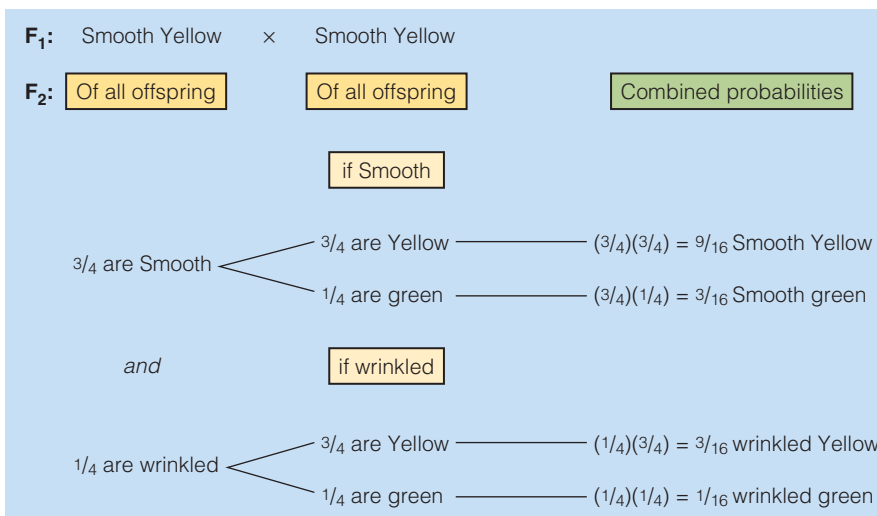 F₁: Smooth Yellow × Smooth Yellow
F₂: Of all offspring Of all offspring Combined probabilities
if Smooth
3/4 are Smooth
3/4 are Yellow (3/4)(3/4) = 9/16 Smooth Yellow
1/4 are green (3/4)(1/4) = 3/16 Smooth green
and if wrinkled
1/4 are wrinkled
3/4 are Yellow (1/4)(3/4) = 3/16 wrinkled Yellow
1/4 are green (1/4)(1/4) = 1/16 wrinkled green